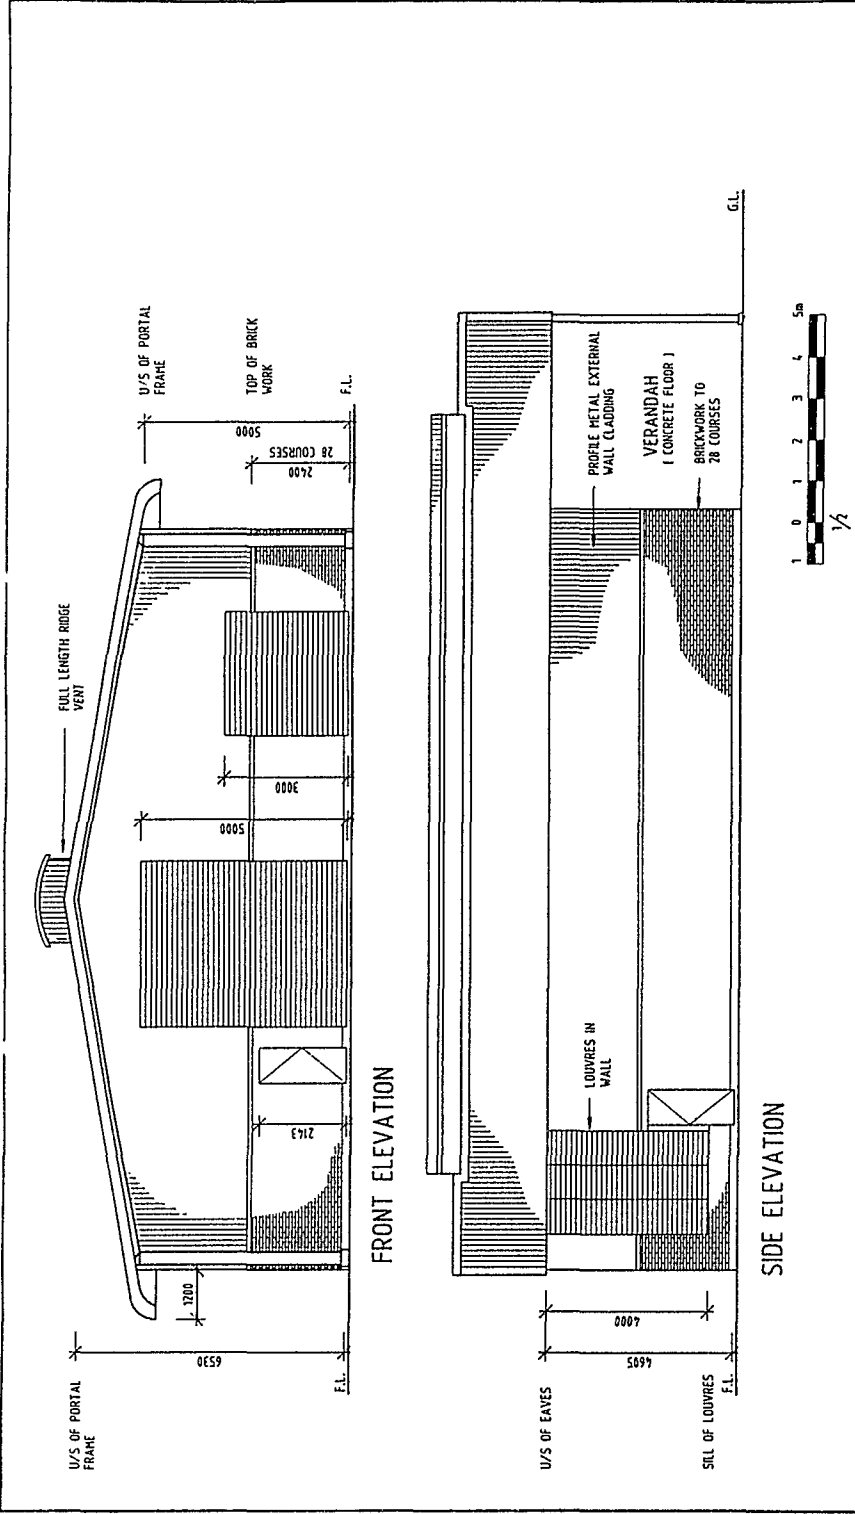 U/S OF PORTAL
FRAME
6530
F.L.
1200
2143
5000
3000
FULL LENGTH RIDGE
VENT
2400
28 COURSES
5000
U/S OF PORTAL
FRAME
TOP OF BRICK
WORK
F.L.
FRONT ELEVATION
U/S OF EAVES
SILL OF LOUVRES
F.L.
4605
4000
LOUVRES IN
WALL
PROFILE METAL EXTERNAL
WALL CLADDING
VERANDAH
( CONCRETE FLOOR )
BRICKWORK TO
28 COURSES
G.L.
SIDE ELEVATION
1 0 1 2 3 4 5m
1/2